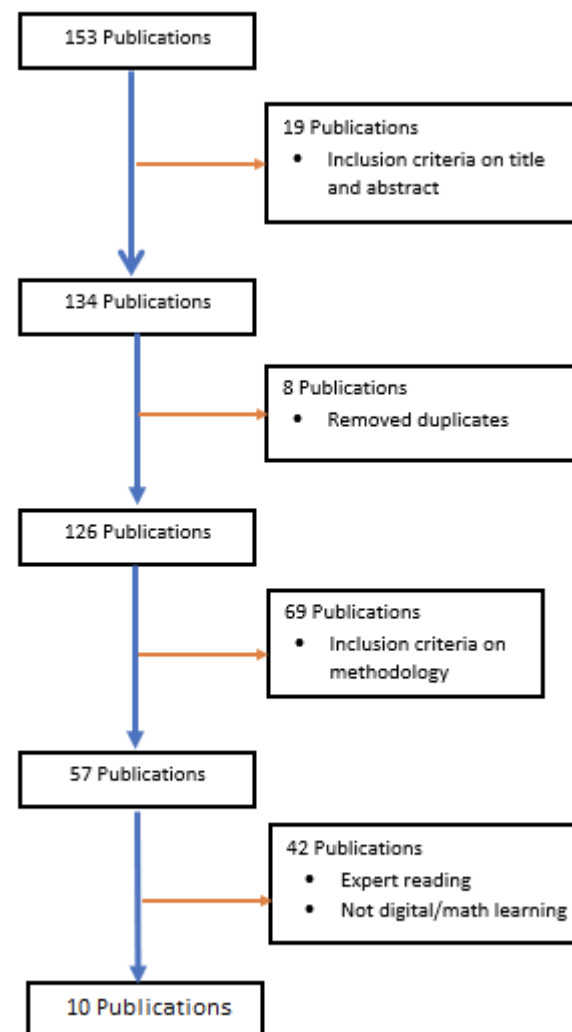 153 Publications
19 Publications
• Inclusion criteria on title
and abstract
134 Publications
8 Publications
• Removed duplicates
126 Publications
69 Publications
• Inclusion criteria on
methodology
57 Publications
42 Publications
• Expert reading
• Not digital/math learning
10 Publications